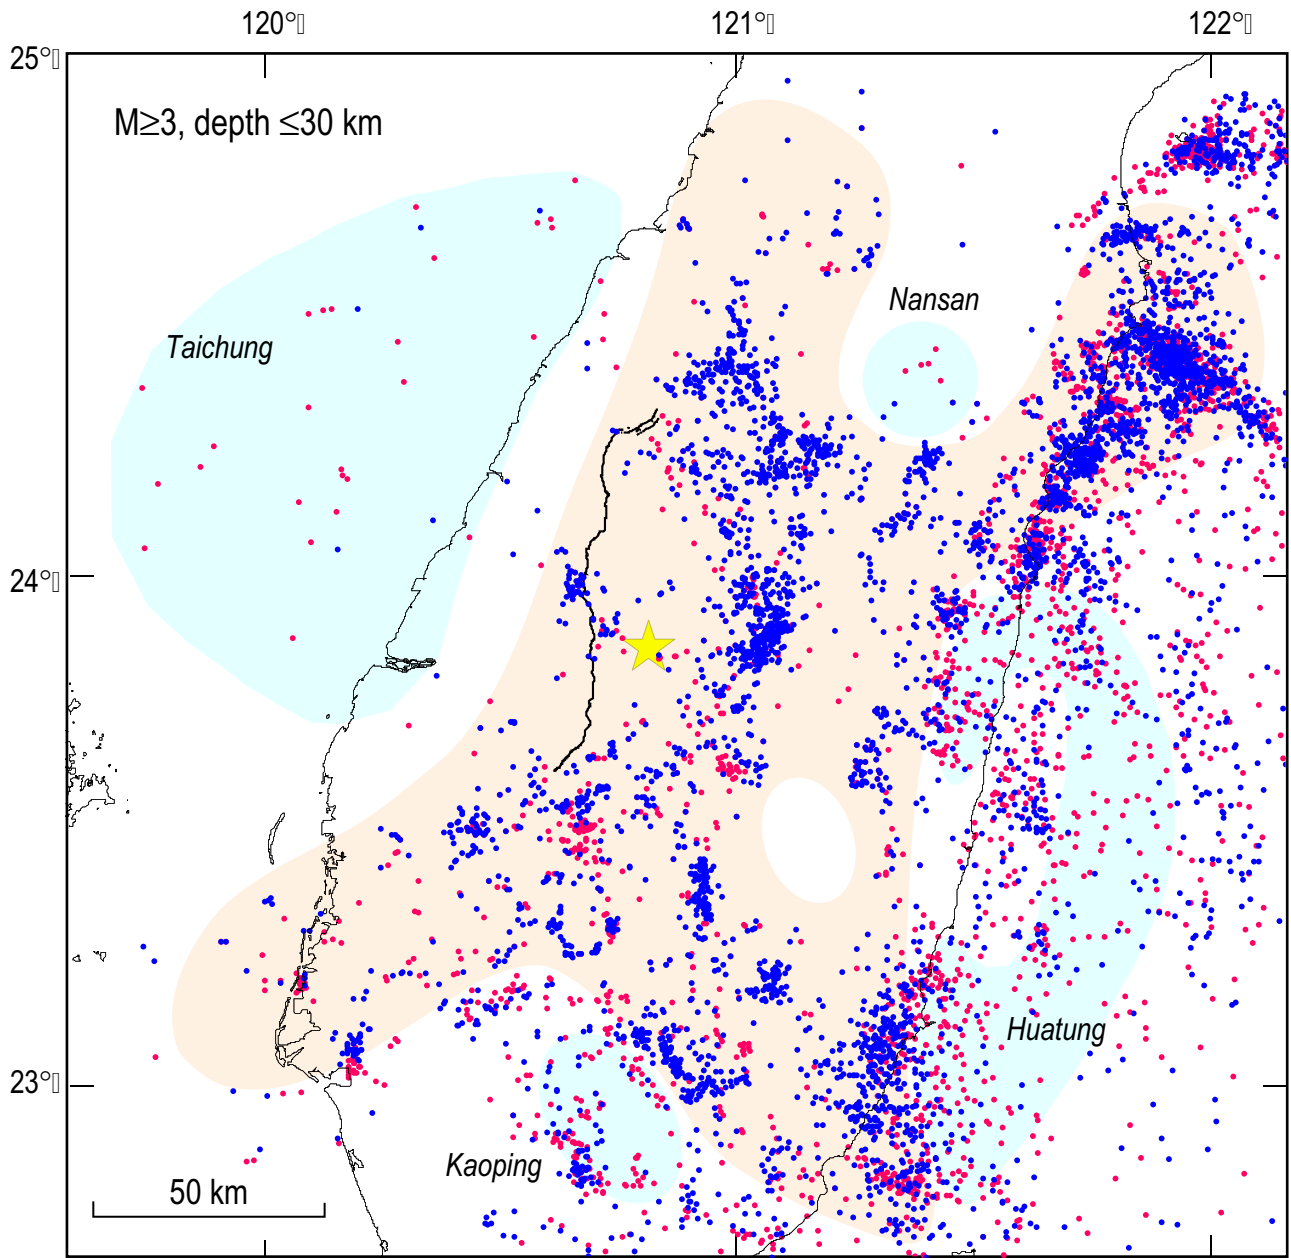 120°
121°
122°
25°
M≥3, depth ≤30 km
Nansan
Taichung
24°
Huatung
23°
Kaoping
50 km